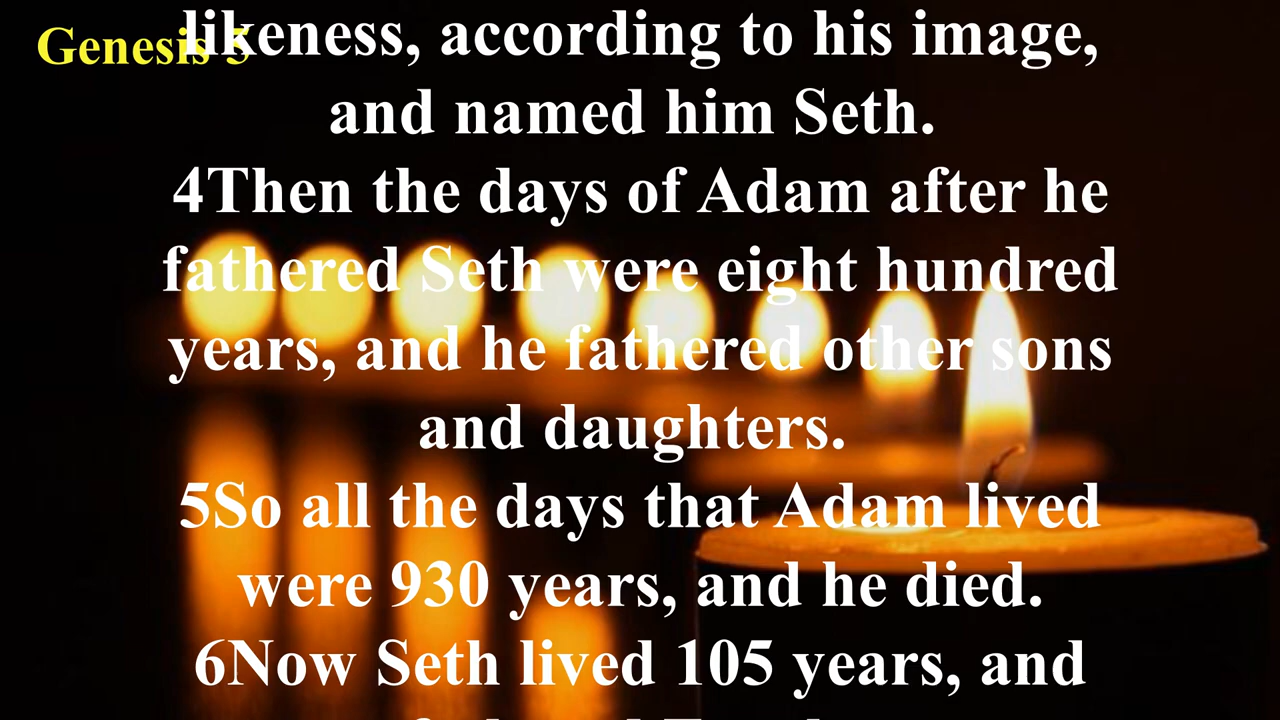 Genesis 5
likeness, according to his image,
and named him Seth.
4Then the days of Adam after he
fathered Seth were eight hundred
years, and he fathered other sons
and daughters.
5So all the days that Adam lived
were 930 years, and he died.
6Now Seth lived 105 years, and